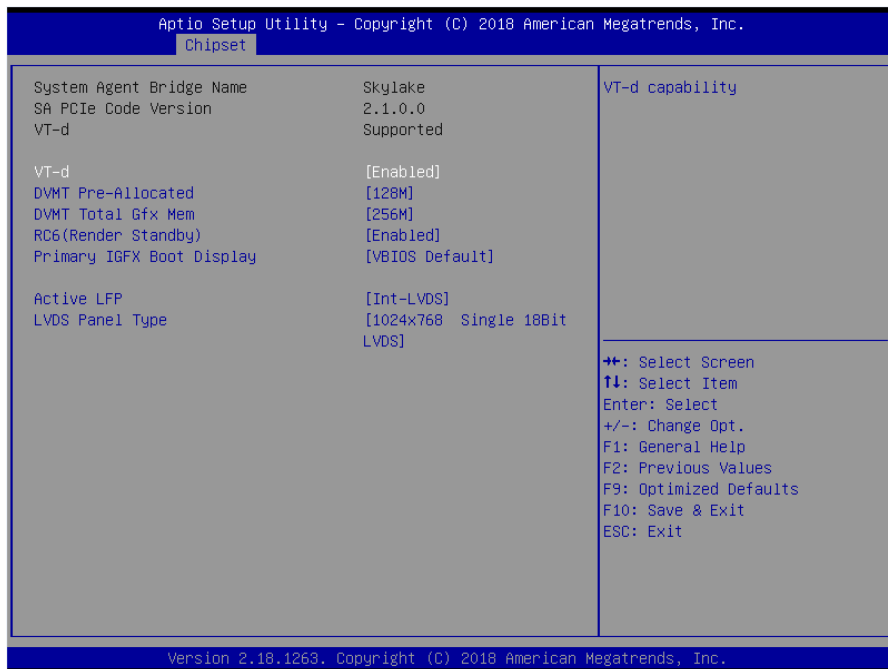 Aptio Setup Utility – Copyright (C) 2018 American Megatrends, Inc.
Chipset
System Agent Bridge Name Skylake
SA PCIe Code Version 2.1.0.0
VT-d Supported
VT-d [Enabled]
DVMT Pre-Allocated [128M]
DVMT Total Gfx Mem [256M]
RC6(Render Standby) [Enabled]
Primary IGFX Boot Display [VBIOS Default]
Active LFP [Int-LVDS]
LVDS Panel Type [1024x768 Single 18Bit
LVDS]
VT-d capability
→←: Select Screen
↑↓: Select Item
Enter: Select
+/-: Change Opt.
F1: General Help
F2: Previous Values
F9: Optimized Defaults
F10: Save & Exit
ESC: Exit
Version 2.18.1263. Copyright (C) 2018 American Megatrends, Inc.